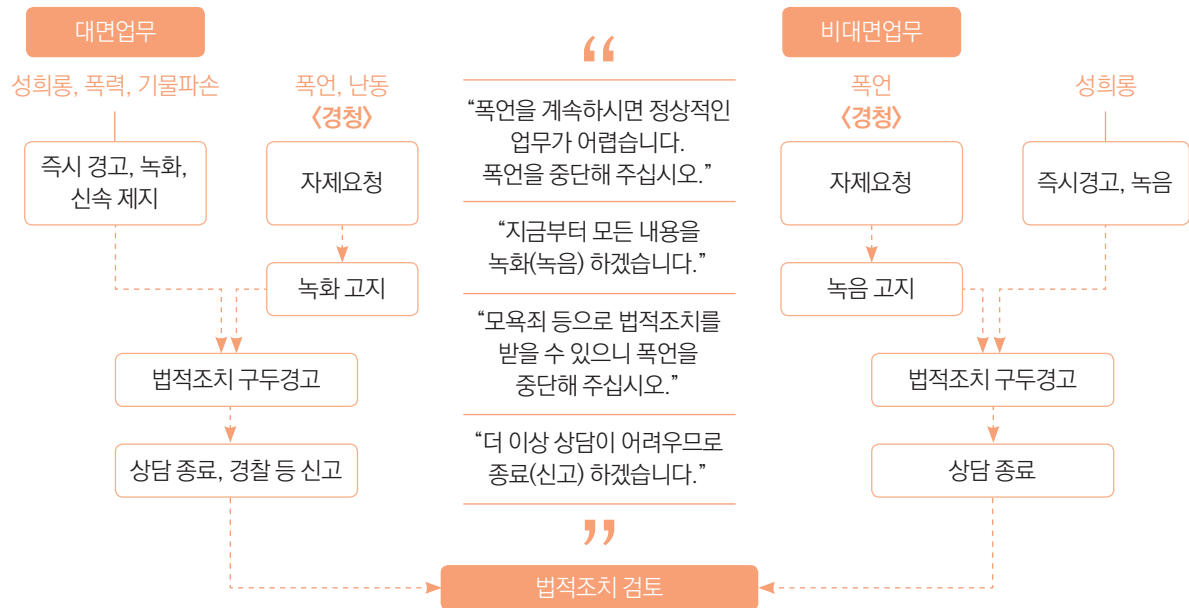 대면업무
성희롱, 폭력, 기물파손
즉시 경고, 녹화,
신속 제지
폭언, 난동
〈경청〉
자제요청
녹화 고지
법적조치 구두경고
상담 종료, 경찰 등 신고
“
“폭언을 계속하시면 정상적인
업무가 어렵습니다.
폭언을 중단해 주십시오.”
“지금부터 모든 내용을
녹화(녹음) 하겠습니다.”
“모욕죄 등으로 법적조치를
받을 수 있으니 폭언을
중단해 주십시오.”
“더 이상 상담이 어려우므로
종료(신고) 하겠습니다.”
”
비대면업무
폭언
〈경청〉
자제요청
녹음 고지
성희롱
즉시경고, 녹음
법적조치 구두경고
상담 종료
법적조치 검토